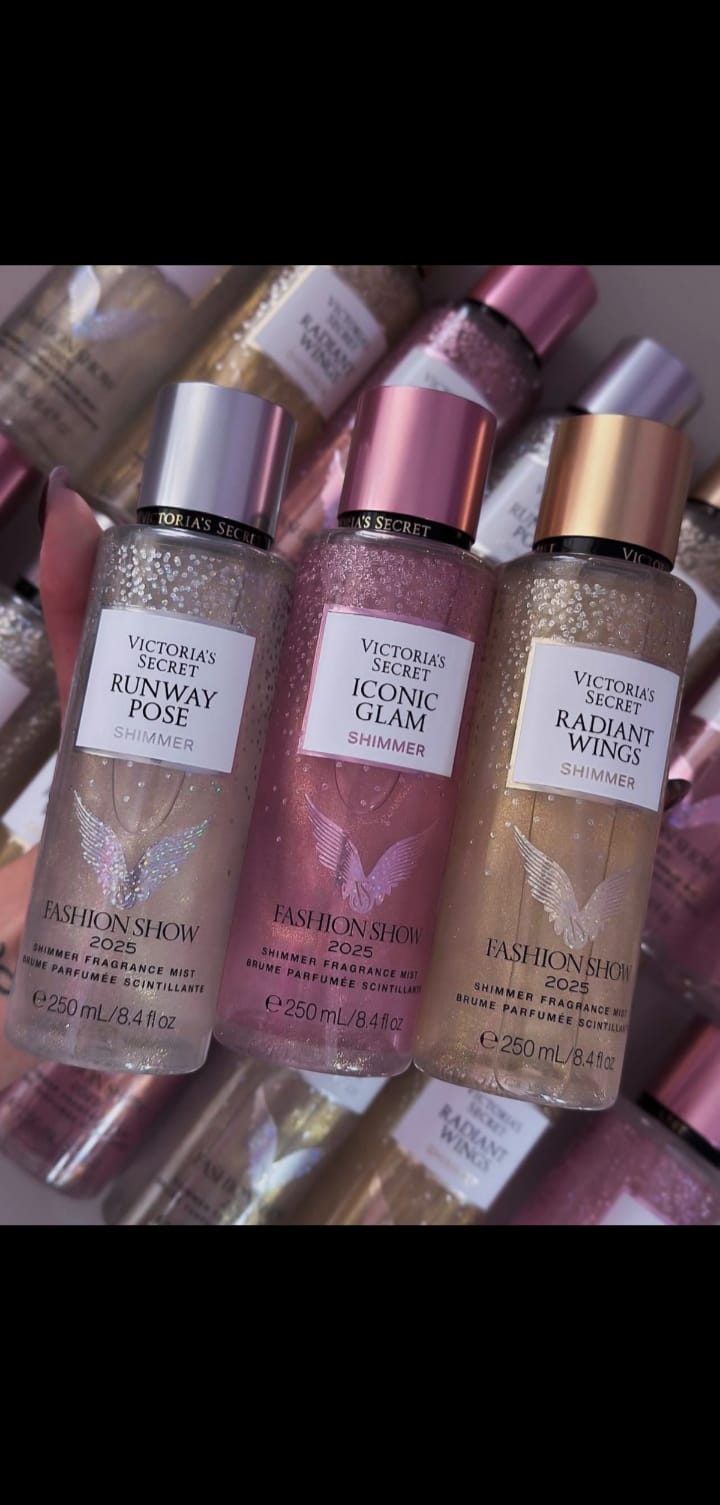 VICTORIA'S SECRET
VICTORIA'S
SECRET
RUNWAY
POSE
SHIMMER
FASHION SHOW
2025
SHIMMER FRAGRANCE MIST
BRUME PARFUMÉE SCINTILLANTE
e 250 mL/8.4 fl oz
VICTORIA'S SECRET
VICTORIA'S
SECRET
ICONIC
GLAM
SHIMMER
FASHION SHOW
2025
SHIMMER FRAGRANCE MIST
BRUME PARFUMÉE SCINTILLANTE
e 250 mL/8.4 fl oz
VICTORIA'S
SECRET
RADIANT
WINGS
SHIMMER
FASHION SHOW
2025
SHIMMER FRAGRANCE MIST
BRUME PARFUMÉE SCINTILLANTE
e 250 mL/8.4 fl oz
VICTORIA'S
SECRET
RADIANT
WINGS
RADIANT
WINGS